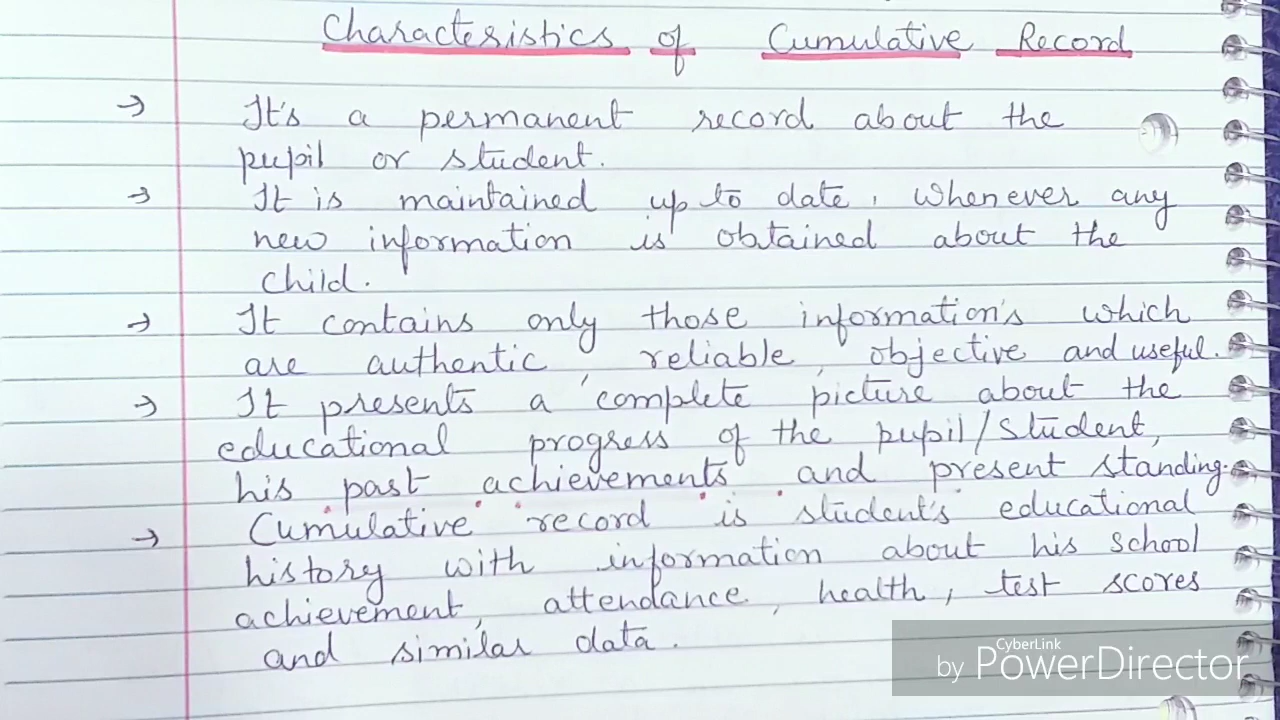 Characteristics of Cumulative Record
→ It's a permanent record about the
pupil or student.
→ It is maintained up to date, whenever any
new information is obtained about the
child.
→ It contains only those information's which
are authentic, reliable, objective and useful.
→ It presents a complete picture about the
educational progress of the pupil/student,
his past achievements and present standing.
→ Cumulative record is student's educational
history with information about his school
achievement, attendance, health, test scores
and similar data.
CyberLink
by PowerDirector